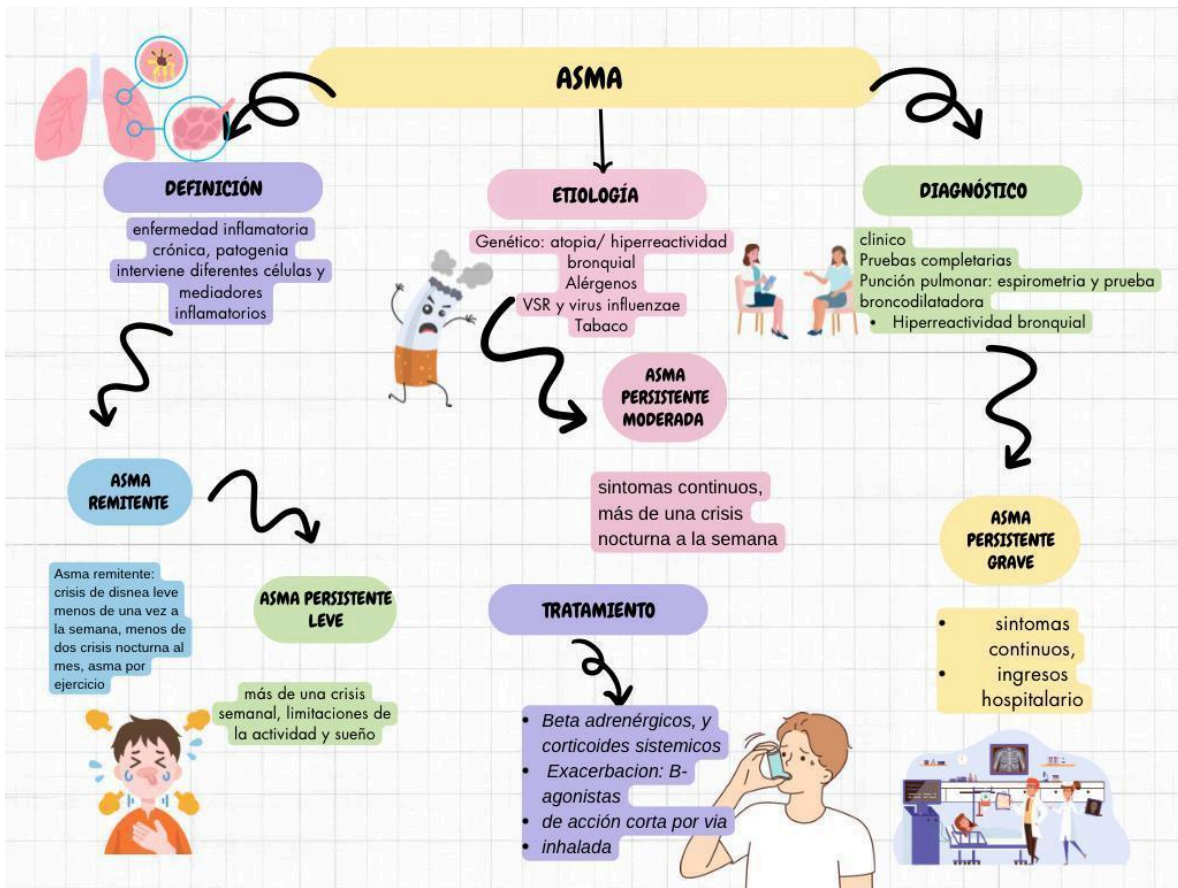 ASMA
DEFINICIÓN
enfermedad inflamatoria
crónica, patogenia
interviene diferentes células y
mediadores
inflamatorios
ETIOLOGÍA
Genético: atopia/ hiperreactividad
bronquial
Alérgenos
VSR y virus influenzae
Tabaco
DIAGNÓSTICO
clinico
Pruebas completarias
Punción pulmonar: espirometria y prueba
broncodilatadora
• Hiperreactividad bronquial
ASMA
REMITENTE
Asma remitente:
crisis de disnea leve
menos de una vez a
la semana, menos de
dos crisis nocturna al
mes, asma por
ejercicio
ASMA PERSISTENTE
LEVE
más de una crisis
semanal, limitaciones de
la actividad y sueño
ASMA
PERSISTENTE
MODERADA
sintomas continuos,
más de una crisis
nocturna a la semana
ASMA
PERSISTENTE
GRAVE
• sintomas
continuos,
• ingresos
hospitalario
TRATAMIENTO
• Beta adrenérgicos, y
corticoides sistemicos
• Exacerbacion: B-
agonistas
• de acción corta por via
• inhalada